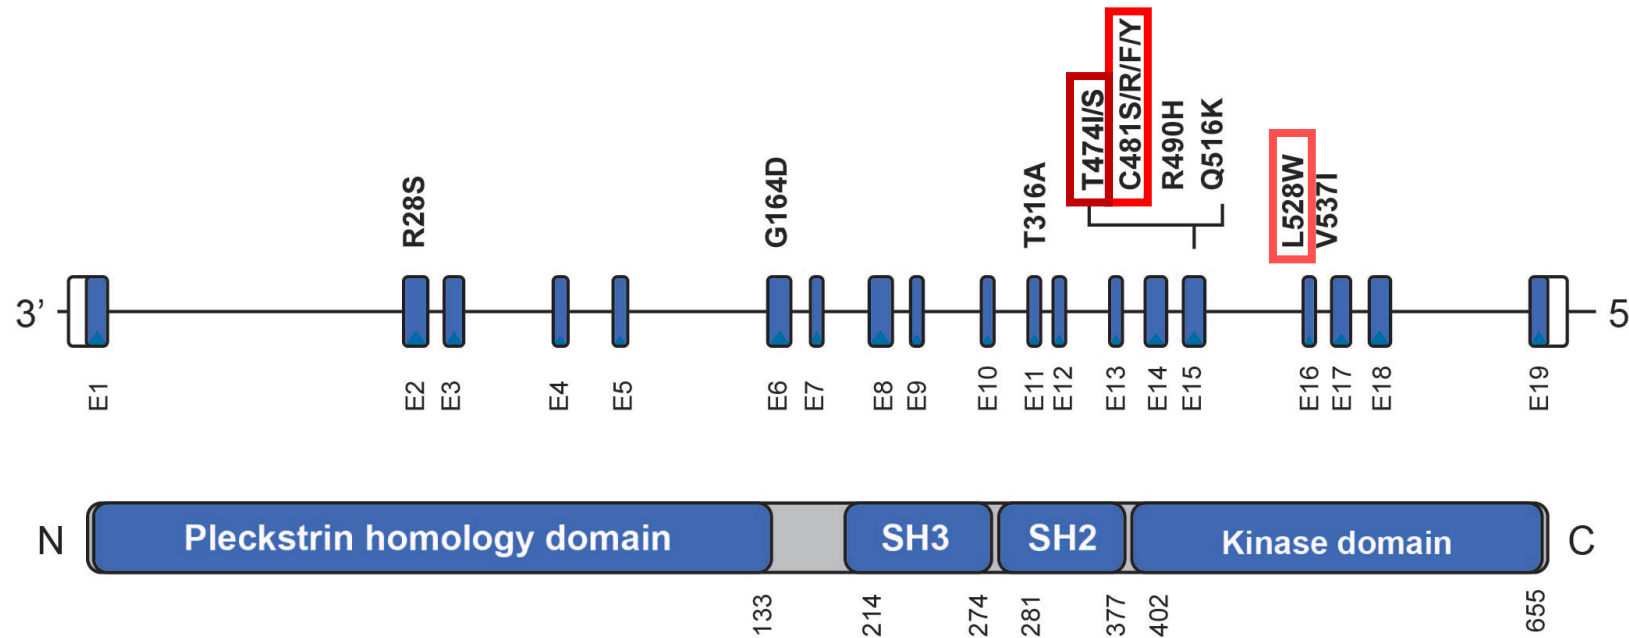 R28S
G164D
T316A
T474I/S
C481S/R/F/Y
R490H
Q516K
L528W
V537I
3’
5
E1
E2
E3
E4
E5
E6
E7
E8
E9
E10
E11
E12
E13
E14
E15
E16
E17
E18
E19
N
Pleckstrin homology domain
SH3
SH2
Kinase domain
C
133
214
274
281
377
402
655